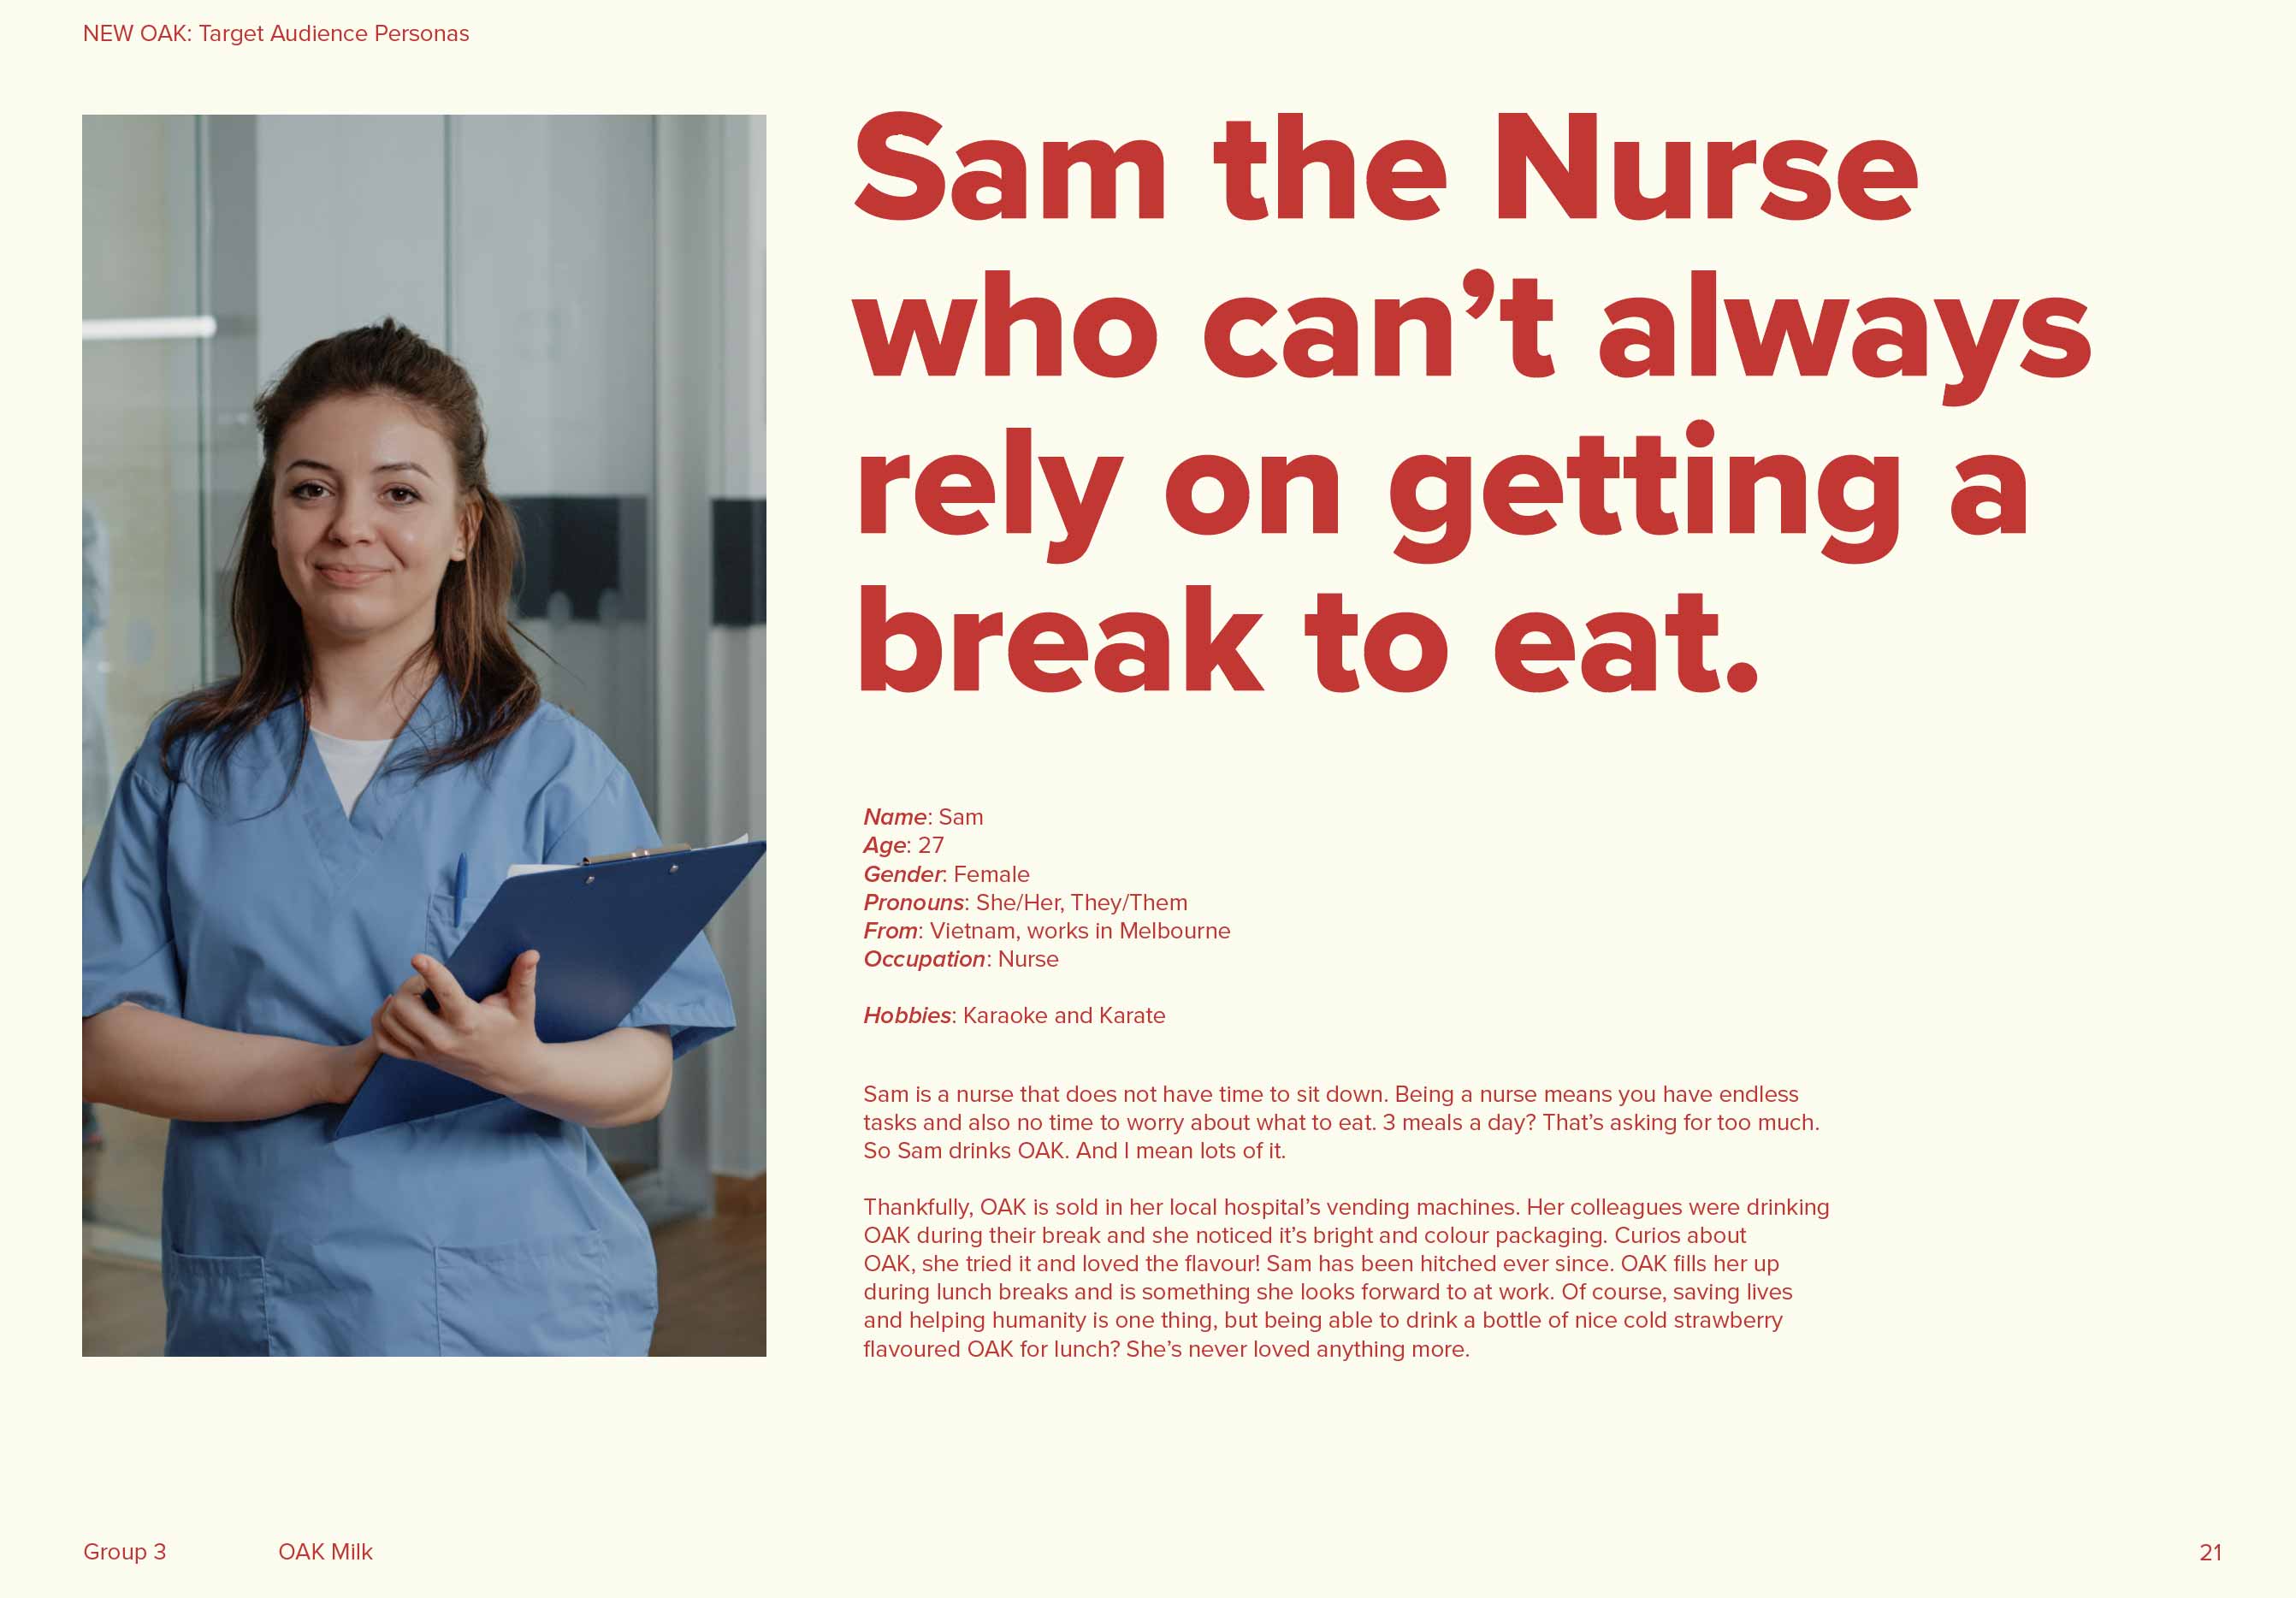 NEW OAK: Target Audience Personas
Sam the Nurse
who can’t always
rely on getting a
break to eat.
Name: Sam
Age: 27
Gender: Female
Pronouns: She/Her, They/Them
From: Vietnam, works in Melbourne
Occupation: Nurse
Hobbies: Karaoke and Karate
Sam is a nurse that does not have time to sit down. Being a nurse means you have endless
tasks and also no time to worry about what to eat. 3 meals a day? That’s asking for too much.
So Sam drinks OAK. And I mean lots of it.
Thankfully, OAK is sold in her local hospital’s vending machines. Her colleagues were drinking
OAK during their break and she noticed it’s bright and colour packaging. Curios about
OAK, she tried it and loved the flavour! Sam has been hitched ever since. OAK fills her up
during lunch breaks and is something she looks forward to at work. Of course, saving lives
and helping humanity is one thing, but being able to drink a bottle of nice cold strawberry
flavoured OAK for lunch? She’s never loved anything more.
Group 3
OAK Milk
21